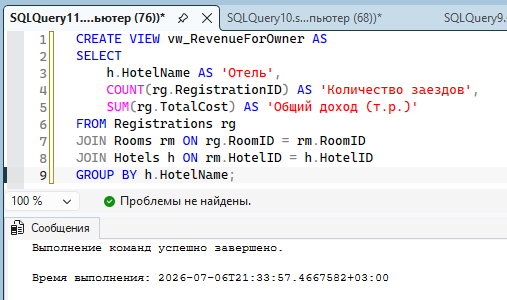 SQLQuery11....ьютер (76))*
SQLQuery10.s...пьютер (68))*
SQLQuery9.s
1 CREATE VIEW vw_RevenueForOwner AS
2 SELECT
3 h.HotelName AS 'Отель',
4 COUNT(rg.RegistrationID) AS 'Количество заездов',
5 SUM(rg.TotalCost) AS 'Общий доход (т.р.)'
6 FROM Registrations rg
7 JOIN Rooms rm ON rg.RoomID = rm.RoomID
8 JOIN Hotels h ON rm.HotelID = h.HotelID
9 GROUP BY h.HotelName;
100 %
Проблемы не найдены.
Сообщения
Выполнение команд успешно завершено.
Время выполнения: 2026-07-06T21:33:57.4667582+03:00